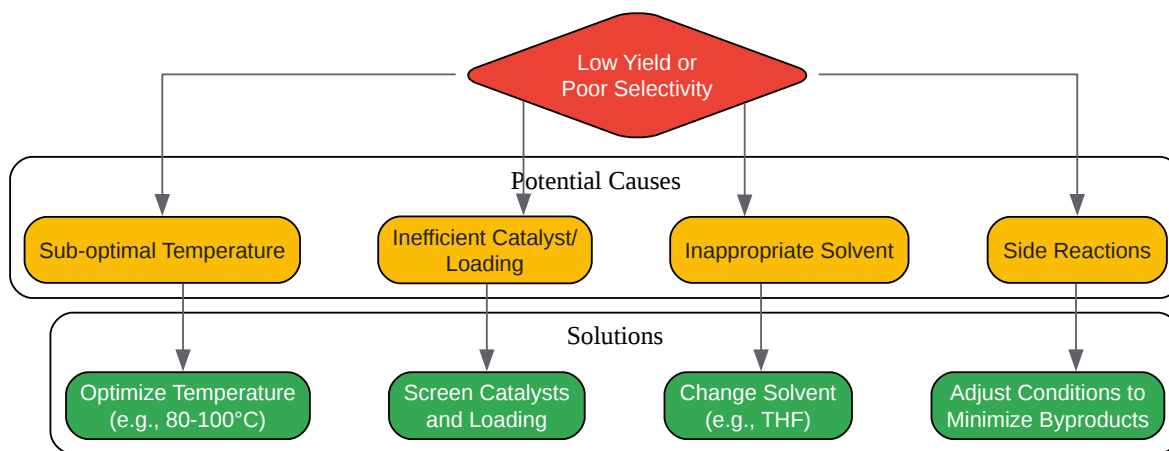 Low Yield or
Poor Selectivity
Potential Causes
Sub-optimal Temperature
Inefficient Catalyst/
Loading
Inappropriate Solvent
Side Reactions
Solutions
Optimize Temperature
(e.g., 80-100°C)
Screen Catalysts
and Loading
Change Solvent
(e.g., THF)
Adjust Conditions to
Minimize Byproducts